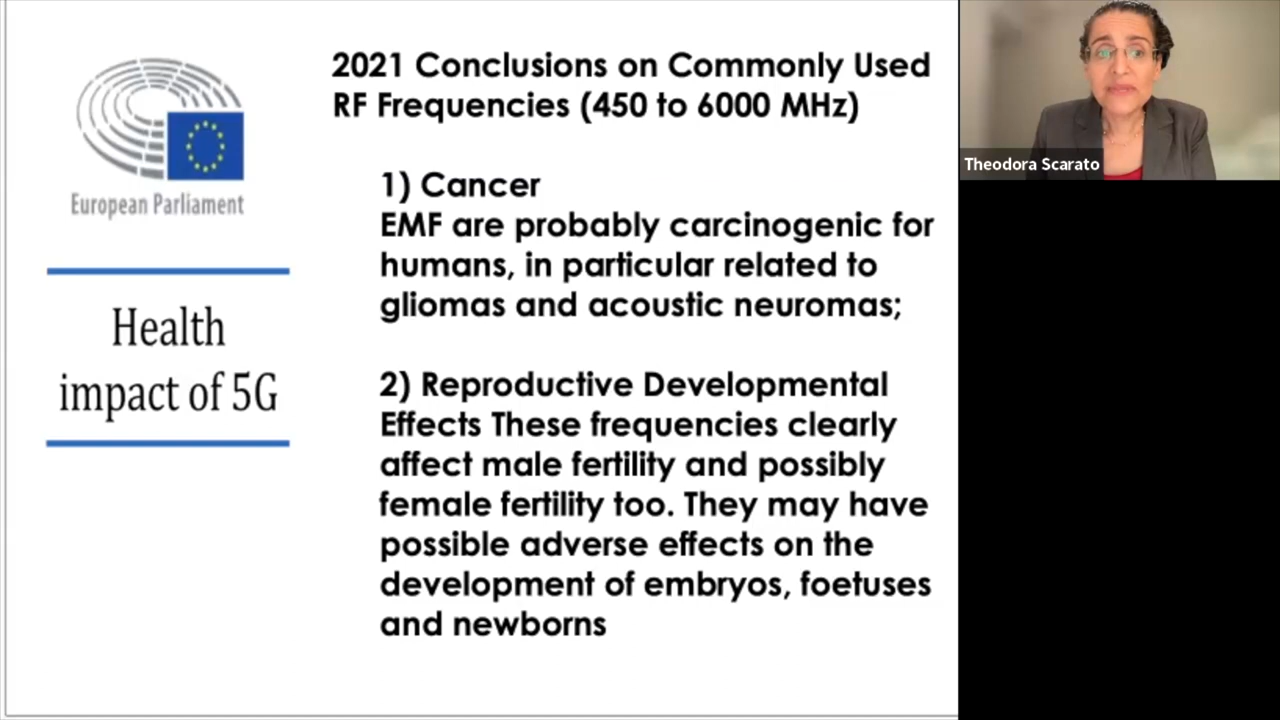 2021 Conclusions on Commonly Used
RF Frequencies (450 to 6000 MHz)
European Parliament
Health
impact of 5G
1) Cancer
EMF are probably carcinogenic for
humans, in particular related to
gliomas and acoustic neuromas;
2) Reproductive Developmental
Effects These frequencies clearly
affect male fertility and possibly
female fertility too. They may have
possible adverse effects on the
development of embryos, foetuses
and newborns
Theodora Scarato